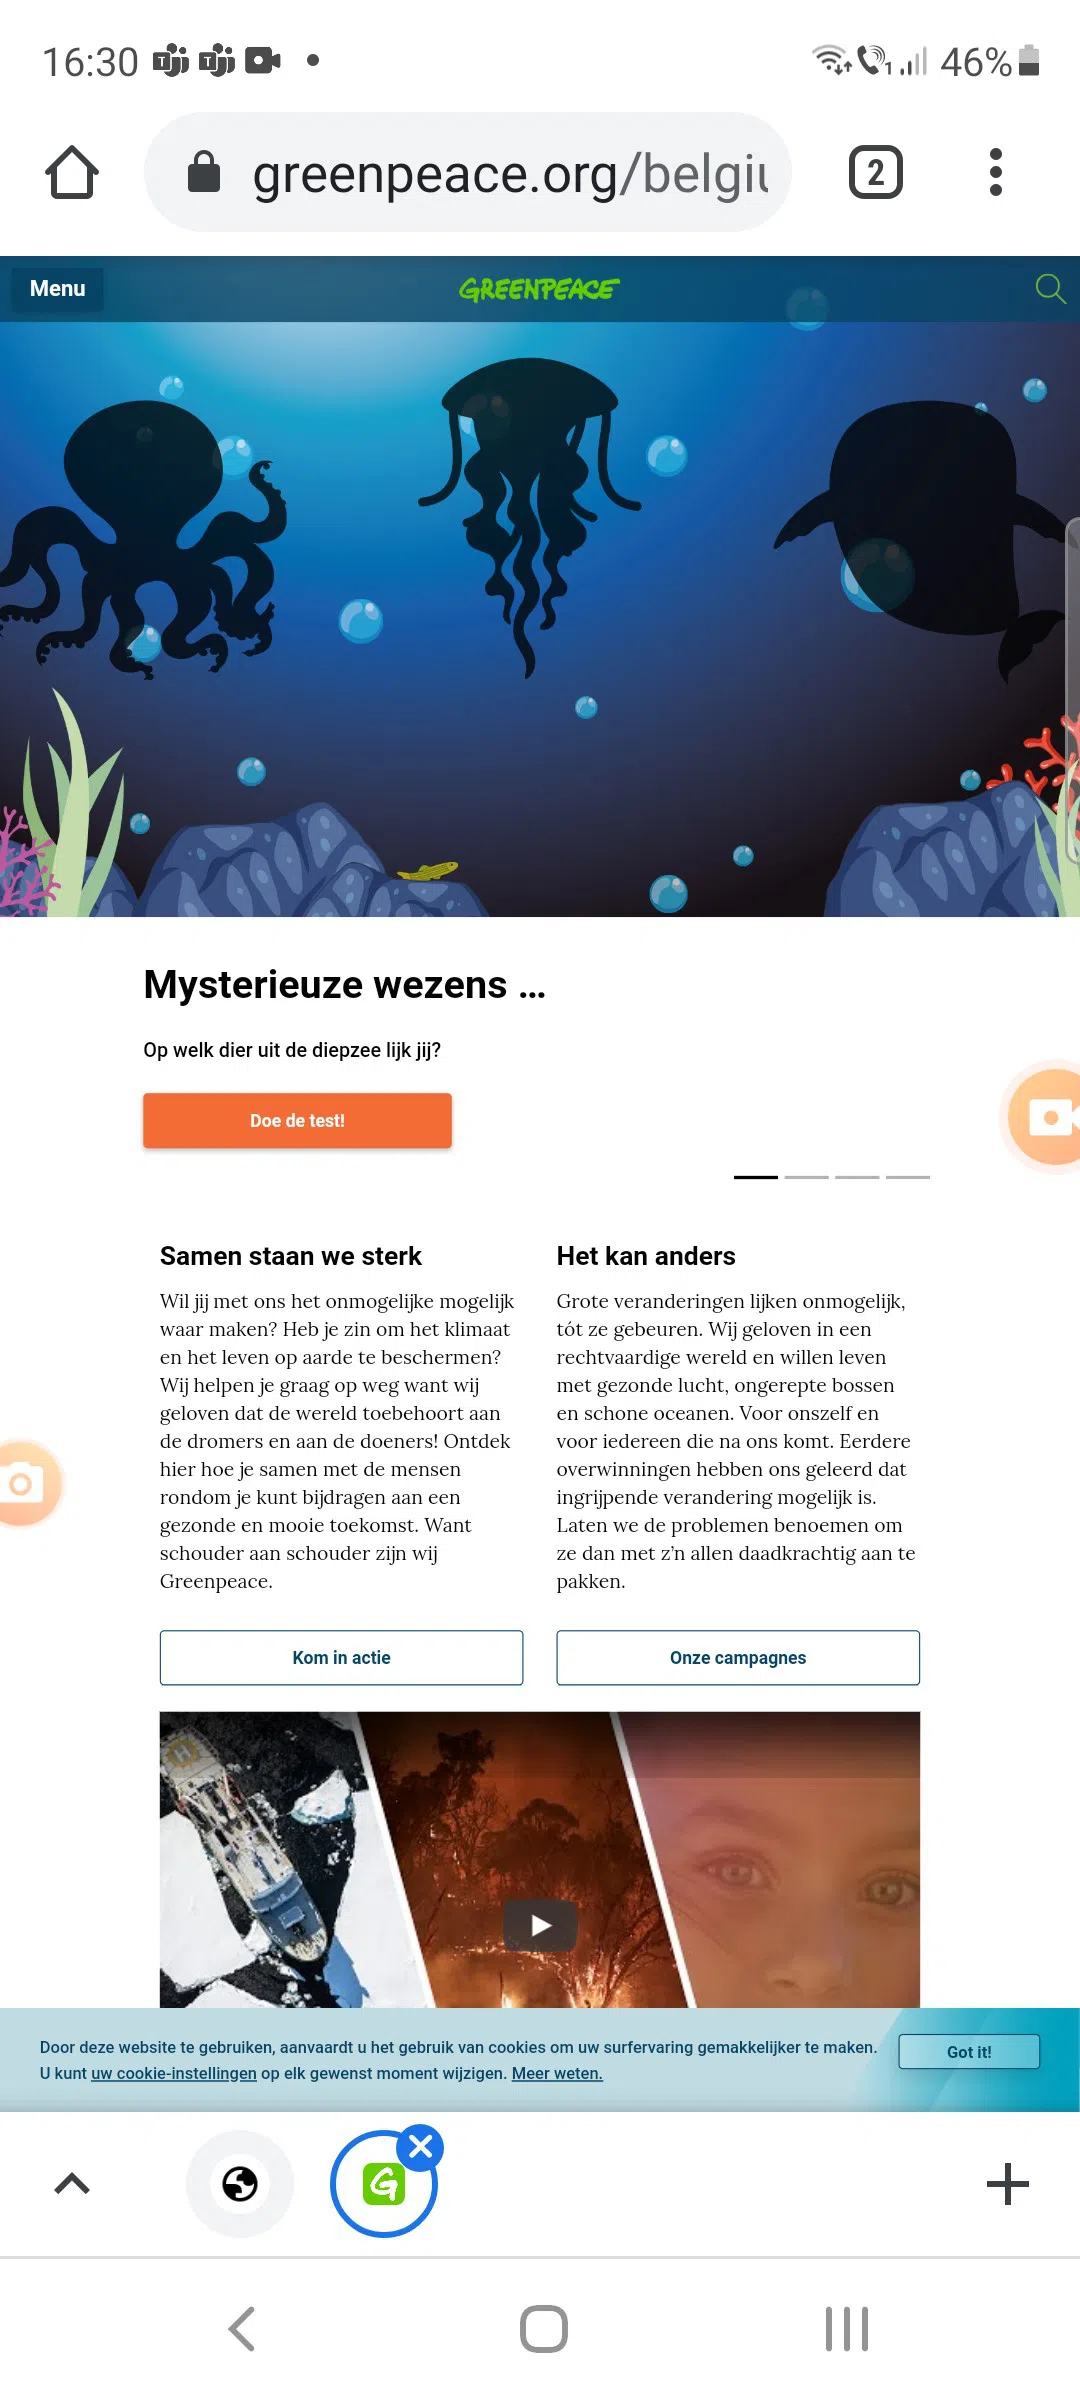 16:30
46%
greenpeace.org/belgiu
2
Menu
GREENPEACE
Mysterieuze wezens ...
Op welk dier uit de diepzee lijk jij?
Doe de test!
Samen staan we sterk
Wil jij met ons het onmogelijke mogelijk
waar maken? Heb je zin om het klimaat
en het leven op aarde te beschermen?
Wij helpen je graag op weg want wij
geloven dat de wereld toebehoort aan
de dromers en aan de doeners! Ontdek
hier hoe je samen met de mensen
rondom je kunt bijdragen aan een
gezonde en mooie toekomst. Want
schouder aan schouder zijn wij
Greenpeace.
Kom in actie
Het kan anders
Grote veranderingen lijken onmogelijk,
tót ze gebeuren. Wij geloven in een
rechtvaardige wereld en willen leven
met gezonde lucht, ongerepte bossen
en schone oceanen. Voor onszelf en
voor iedereen die na ons komt. Eerdere
overwinningen hebben ons geleerd dat
ingrijpende verandering mogelijk is.
Laten we de problemen benoemen om
ze dan met z’n allen daadkrachtig aan te
pakken.
Onze campagnes
Door deze website te gebruiken, aanvaardt u het gebruik van cookies om uw surfervaring gemakkelijker te maken.
U kunt uw cookie-instellingen op elk gewenst moment wijzigen. Meer weten.
Got it!
G